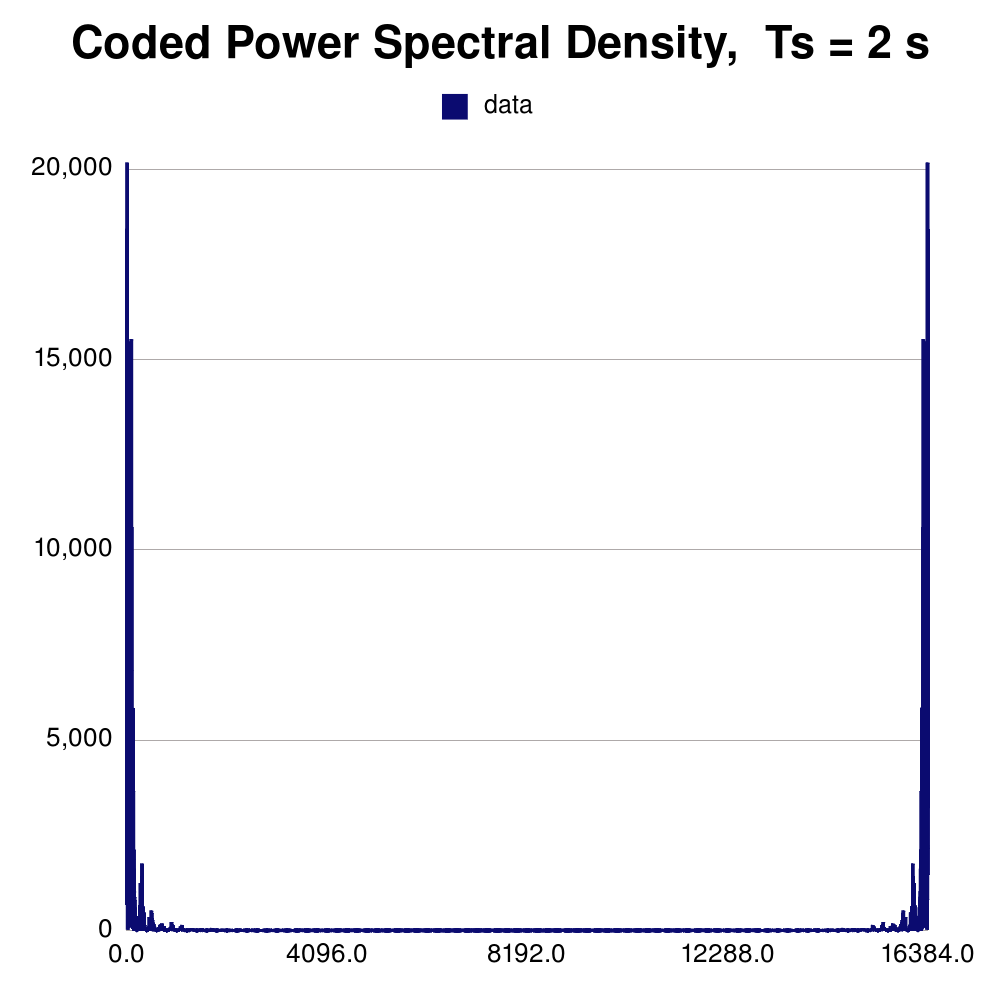 Coded Power Spectral Density, Ts = 2 s
data
20,000
15,000
10,000
5,000
0
0.0 4096.0 8192.0 12288.0 16384.0